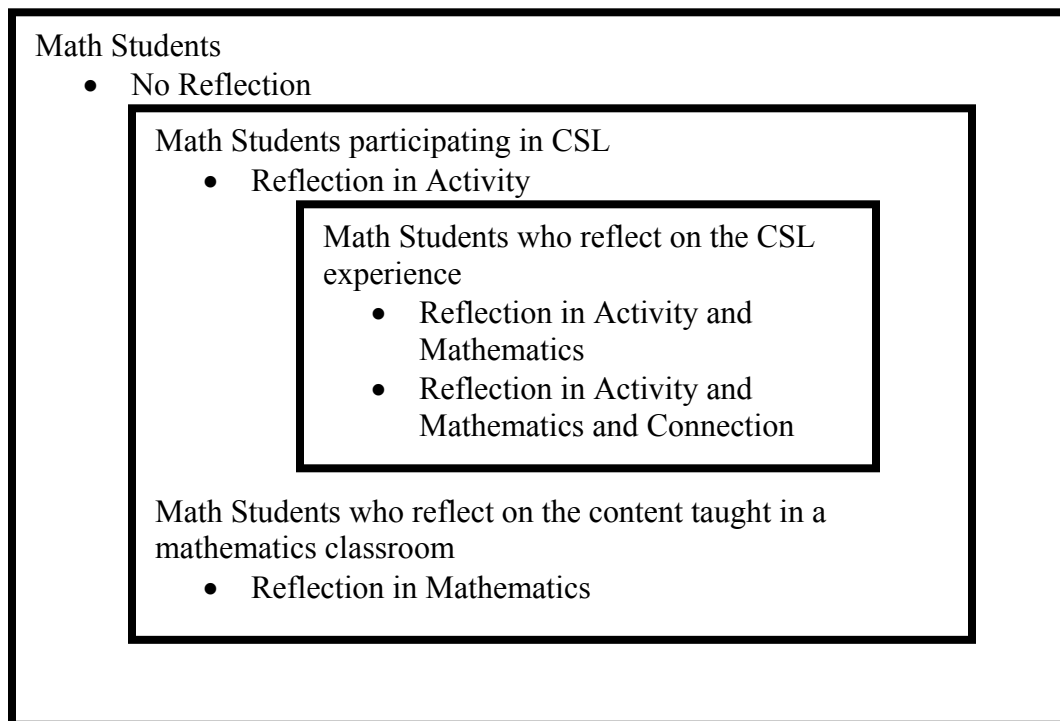 Math Students
• No Reflection
Math Students participating in CSL
• Reflection in Activity
Math Students who reflect on the CSL
experience
• Reflection in Activity and
Mathematics
• Reflection in Activity and
Mathematics and Connection
Math Students who reflect on the content taught in a
mathematics classroom
• Reflection in Mathematics